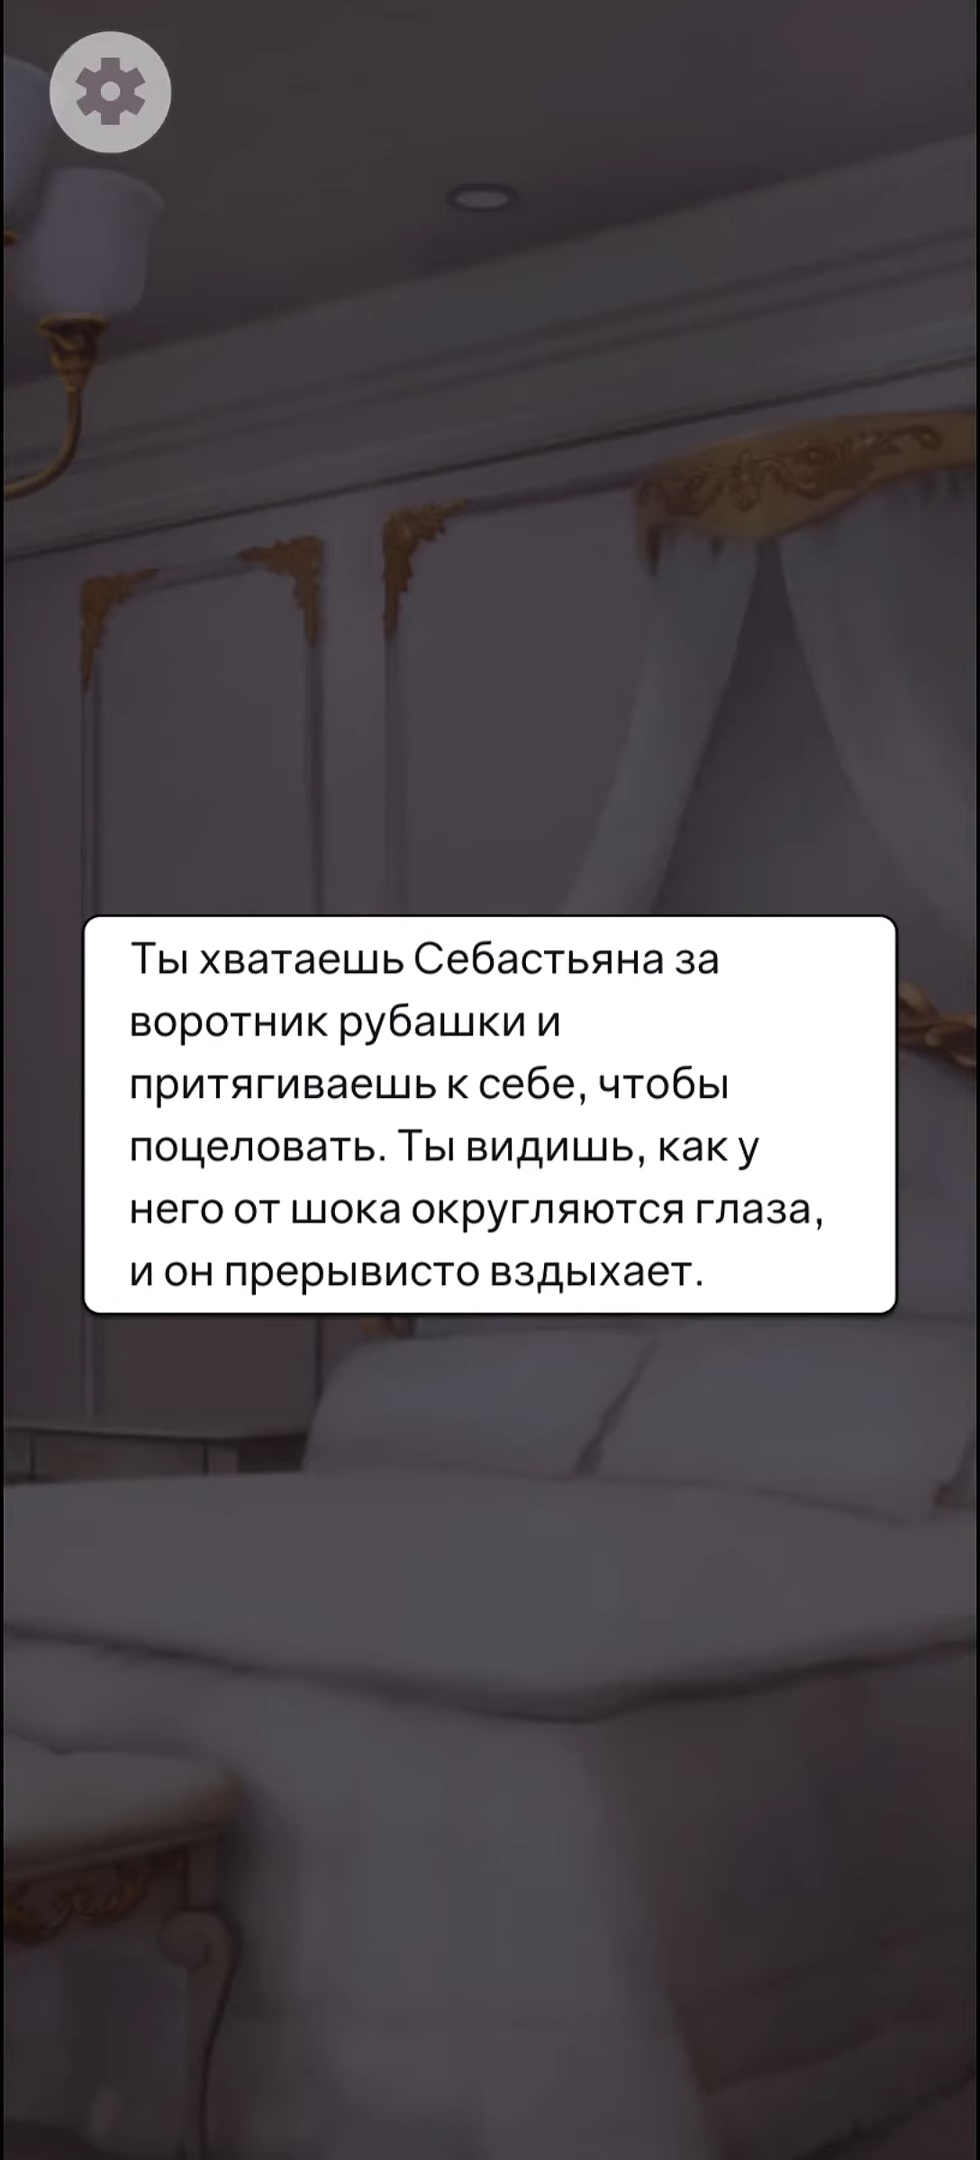 Ты хватаешь Себастьяна за
воротник рубашки и
притягиваешь к себе, чтобы
поцеловать. Ты видишь, как у
него от шока округляются глаза,
и он прерывисто вздыхает.